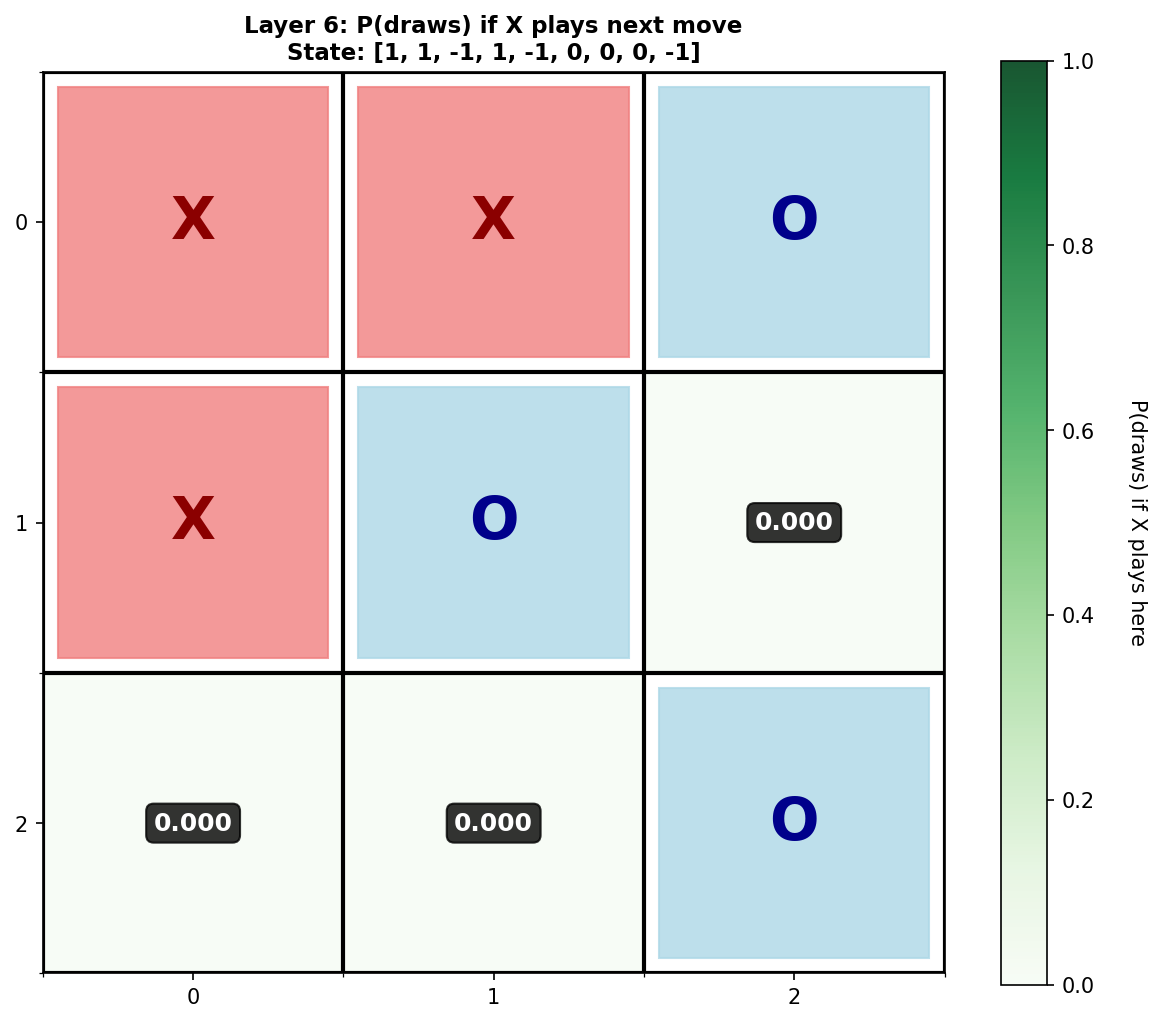 Layer 6: P(draws) if X plays next move
State: [1, 1, -1, 1, -1, 0, 0, 0, -1]
X
X
O
X
O
0.000
0.000
0.000
O
0
1
2
0
1
2
1.0
0.8
0.6
0.4
0.2
0.0
P(draws) if X plays here